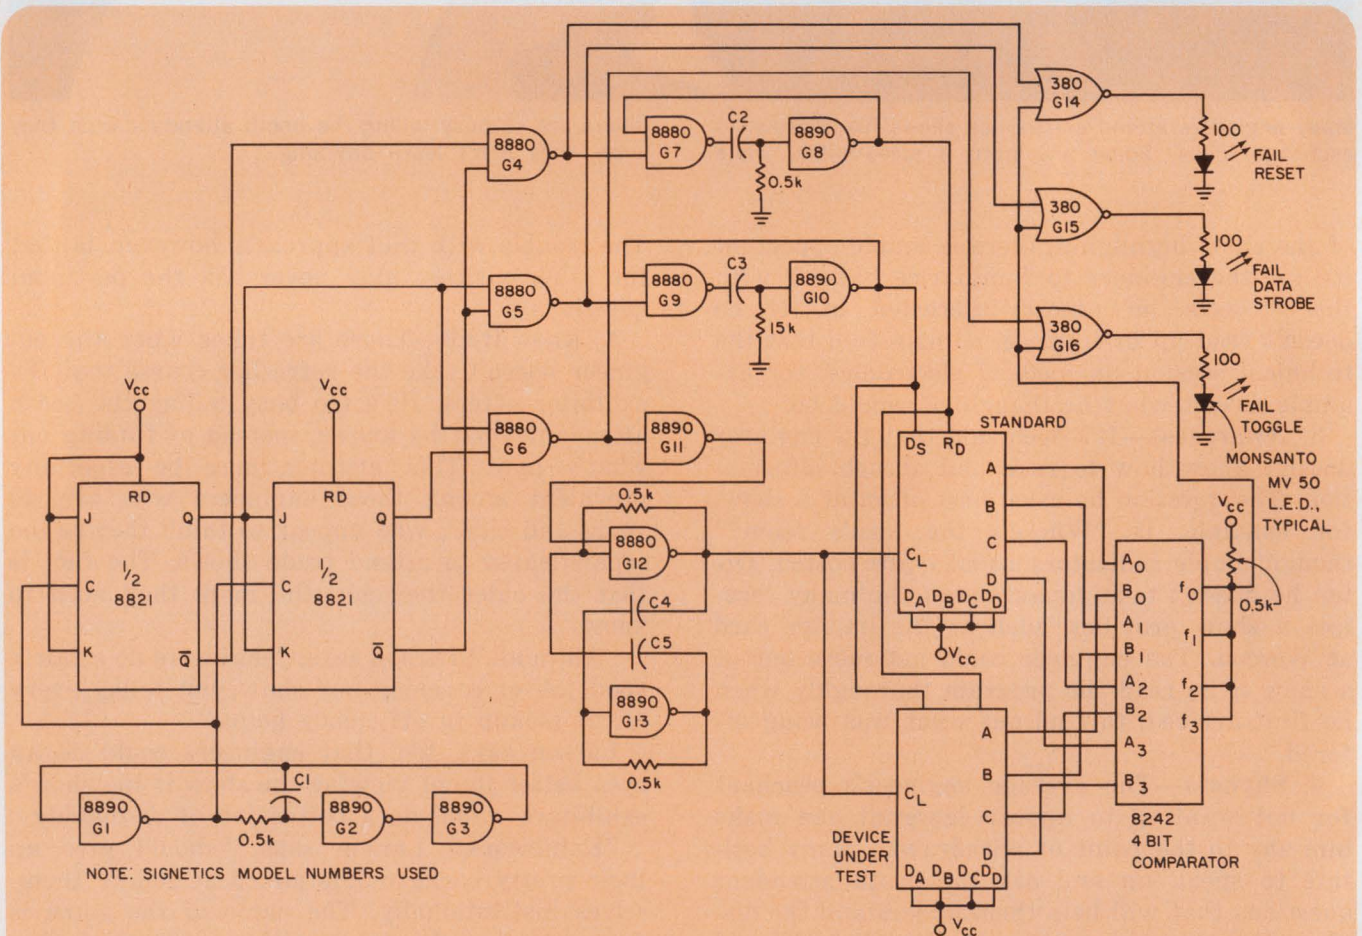 8880
G4
8880
G7
C2
8890
G8
0.5k
380
G14
100
FAIL
RESET
380
G15
100
FAIL
DATA
STROBE
8880
G5
8880
G9
C3
8890
G10
15k
380
G16
100
FAIL
TOGGLE
MONSANTO
MV 50
L.E.D.,
TYPICAL
Vcc
RD
J
Q
C
1/2
8821
K
Q̅
Vcc
RD
J
Q
C
1/2
8821
K
Q̅
8880
G6
8890
G11
0.5k
8880
G12
C4
C5
8890
G13
0.5k
STANDARD
DS RD
A
B
C
D
CL
DA DB DC DD
Vcc
DEVICE
UNDER
TEST
A
B
C
D
CL
DA DB DC DD
Vcc
A0
B0
A1
B1
A2
B2
A3
B3
f0
f1
f2
f3
Vcc
0.5k
8242
4 BIT
COMPARATOR
8890
G1
0.5k
C1
8890
G2
8890
G3
NOTE: SIGNETICS MODEL NUMBERS USED